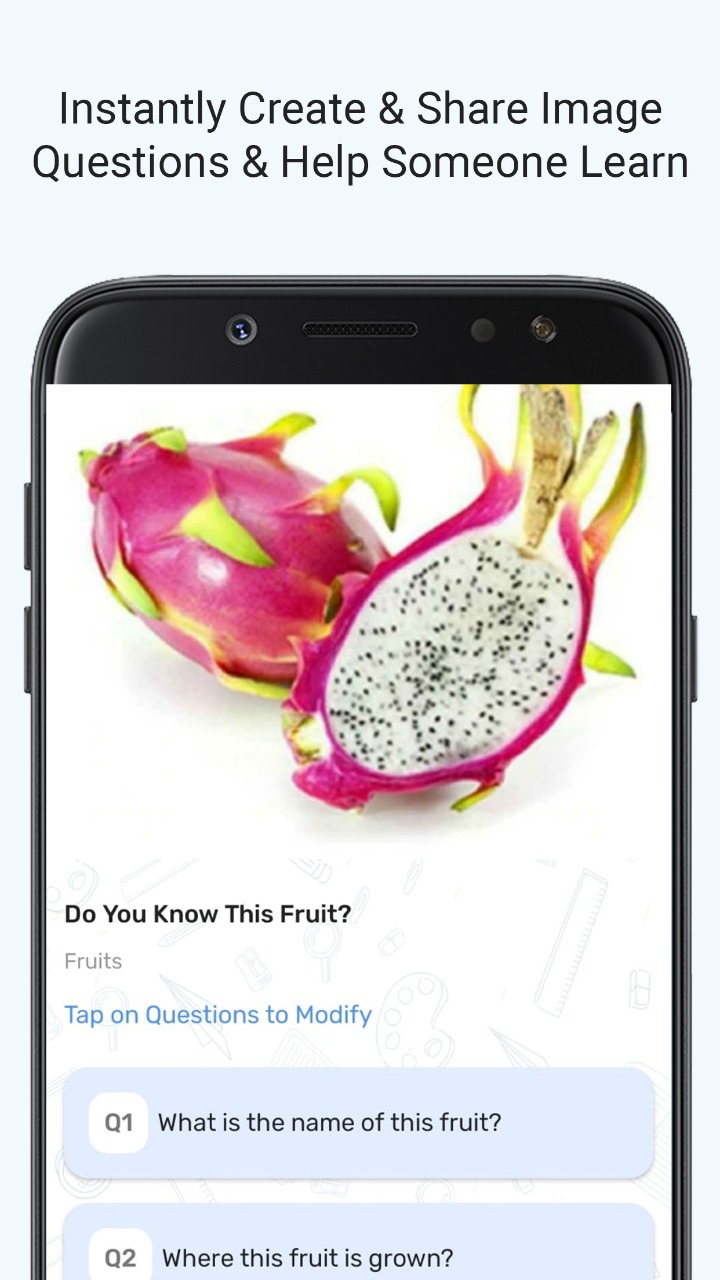 Instantly Create & Share Image
Questions & Help Someone Learn
Do You Know This Fruit?
Fruits
Tap on Questions to Modify
Q1 What is the name of this fruit?
Q2 Where this fruit is grown?